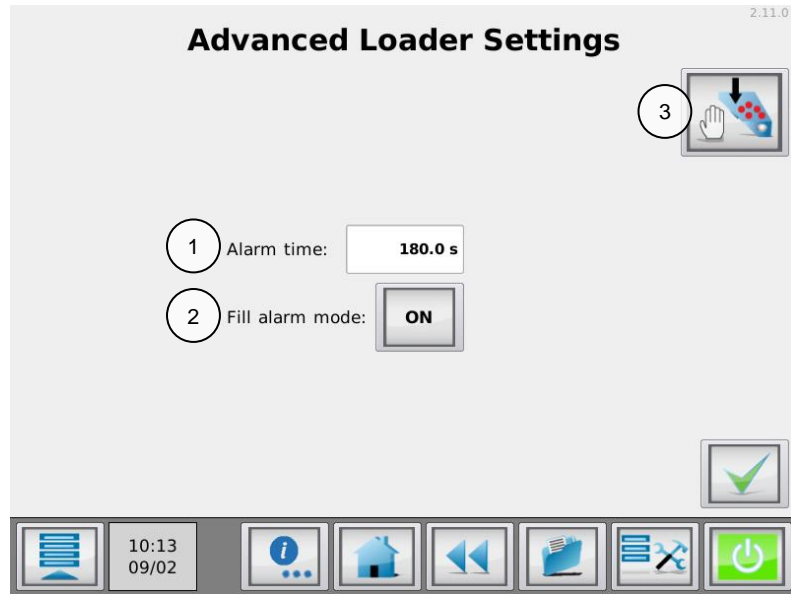 2.11.0
Advanced Loader Settings
3
1 Alarm time: 180.0 s
2 Fill alarm mode: ON
10:13
09/02
i